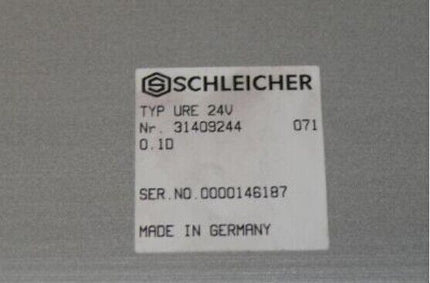 SCHLEICHER
TYP URE 24V
Nr. 31409244 071
0.1D
SER.NO.0000146187
MADE IN GERMANY